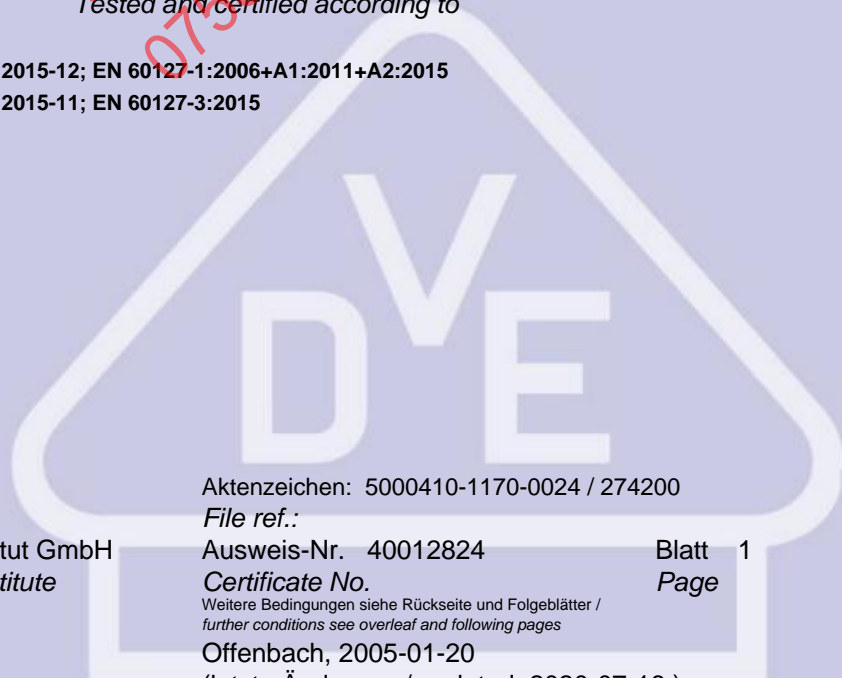 Tested and certified according to
075
2015-12; EN 60127-1:2006+A1:2011+A2:2015
2015-11; EN 60127-3:2015
V
D E
Aktenzeichen: 5000410-1170-0024 / 274200
File ref.:
tut GmbH Ausweis-Nr. 40012824 Blatt 1
titute Certificate No. Page
Weitere Bedingungen siehe Rückseite und Folgeblätter /
further conditions see overleaf and following pages
Offenbach, 2005-01-20